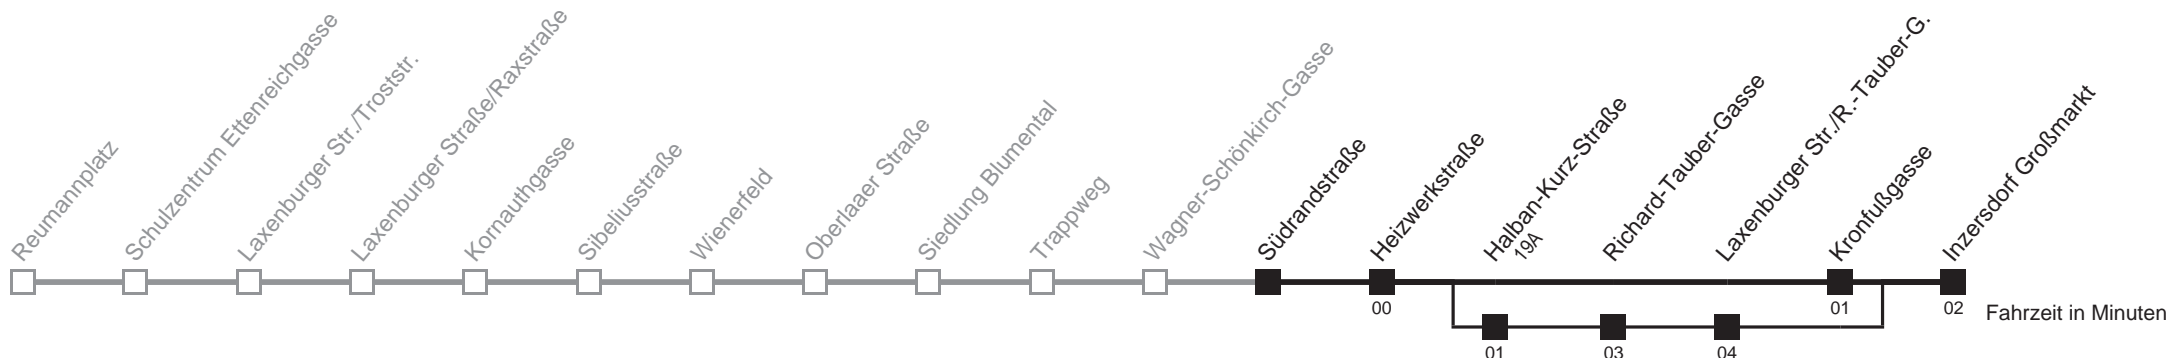 Reumannplatz
Schulzentrum Ettenreichgasse
Laxenburger Str./Troststr.
Laxenburger Straße/Raxstraße
Kornauthgasse
Sibeliusstraße
Wienerfeld
Oberlaaer Straße
Siedlung Blumental
Trappweg
Wagner-Schönkirch-Gasse
Südrandstraße
Heizwerkstraße
Halban-Kurz-Straße
19A
Richard-Tauber-Gasse
Laxenburger Str./R.-Tauber-G.
Kronfußgasse
Inzersdorf Großmarkt
00
01
02
Fahrzeit in Minuten
01
03
04